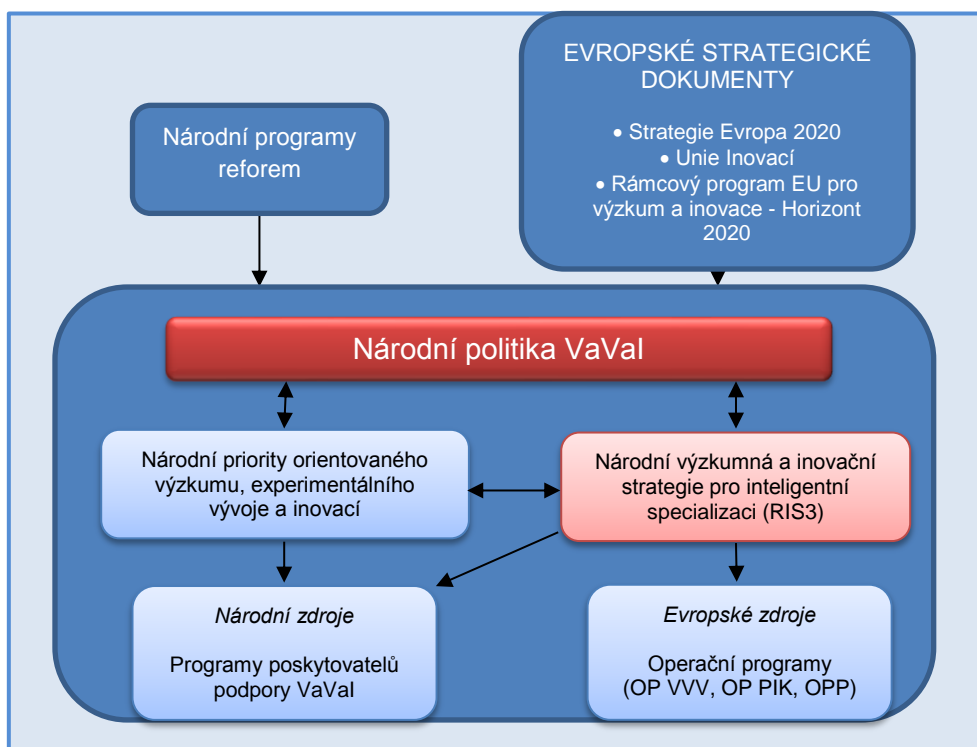 EVROPSKÉ STRATEGICKÉ
DOKUMENTY
• Strategie Evropa 2020
• Unie Inovací
• Rámcový program EU pro
výzkum a inovace - Horizont
2020
Národní programy
reforem
Národní politika VaVaI
Národní priority orientovaného
výzkumu, experimentálního
vývoje a inovací
Národní výzkumná a inovační
strategie pro inteligentní
specializaci (RIS3)
Národní zdroje
Programy poskytovatelů
podpory VaVaI
Evropské zdroje
Operační programy
(OP VVV, OP PIK, OPP)